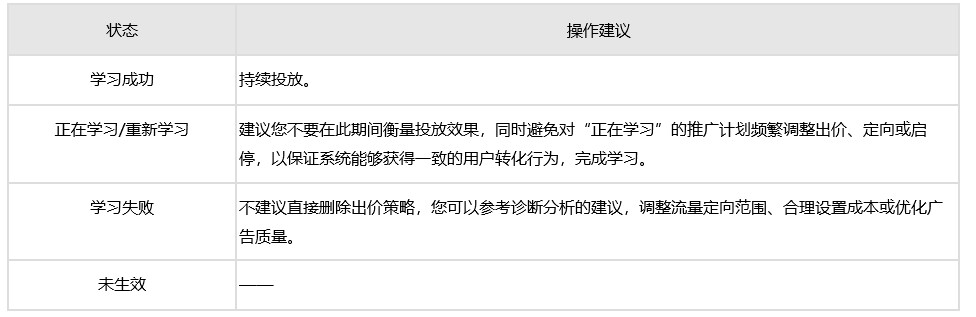 状态
操作建议
学习成功
持续投放。
正在学习/重新学习
建议您不要在此期间衡量投放效果，同时避免对“正在学习”的推广计划频繁调整出价、定向或启
停，以保证系统能够获得一致的用户转化行为，完成学习。
学习失败
不建议直接删除出价策略，您可以参考诊断分析的建议，调整流量定向范围、合理设置成本或优化广
告质量。
未生效
——